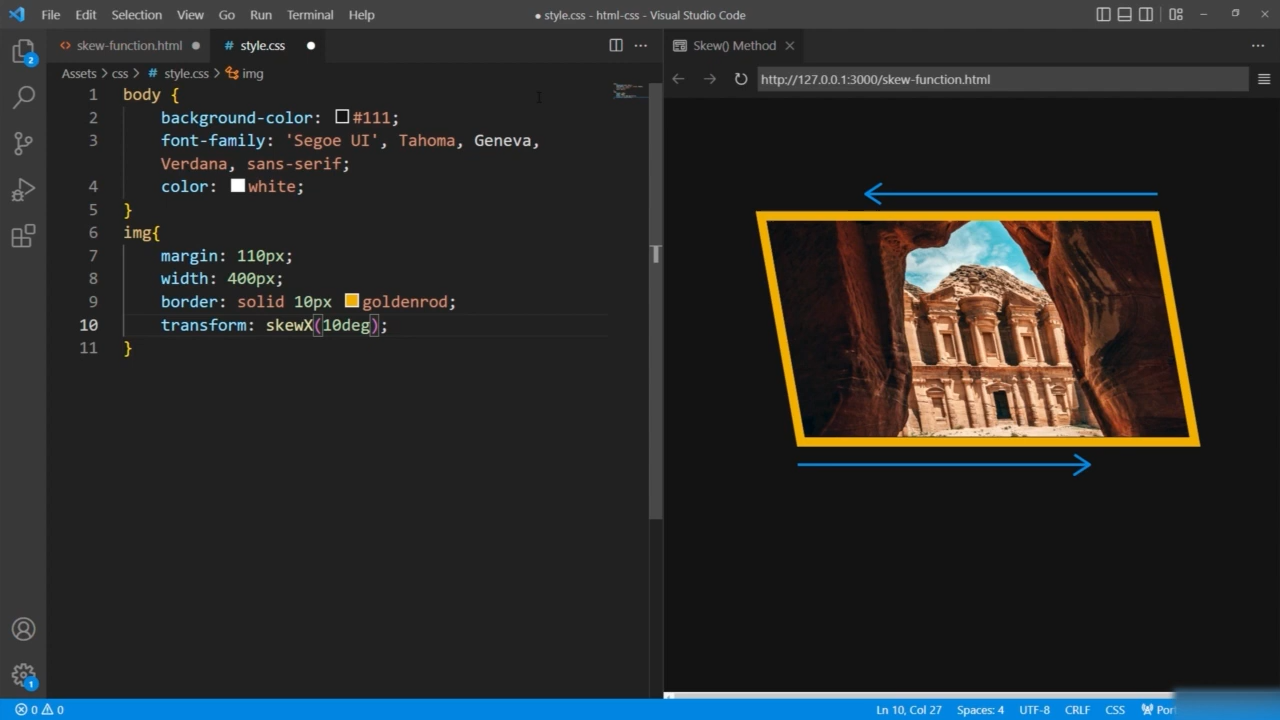 File Edit Selection View Go Run Terminal Help
● style.css - html-css - Visual Studio Code
skew-function.html ●
# style.css ●
Skew() Method
Assets > css > # style.css > img
http://127.0.0.1:3000/skew-function.html
1 body {
2 background-color: #111;
3 font-family: 'Segoe UI', Tahoma, Geneva,
Verdana, sans-serif;
4 color: white;
5 }
6 img{
7 margin: 110px;
8 width: 400px;
9 border: solid 10px goldenrod;
10 transform: skewX(10deg);
11 }
2
1
0 0
Ln 10, Col 27 Spaces: 4 UTF-8 CRLF CSS